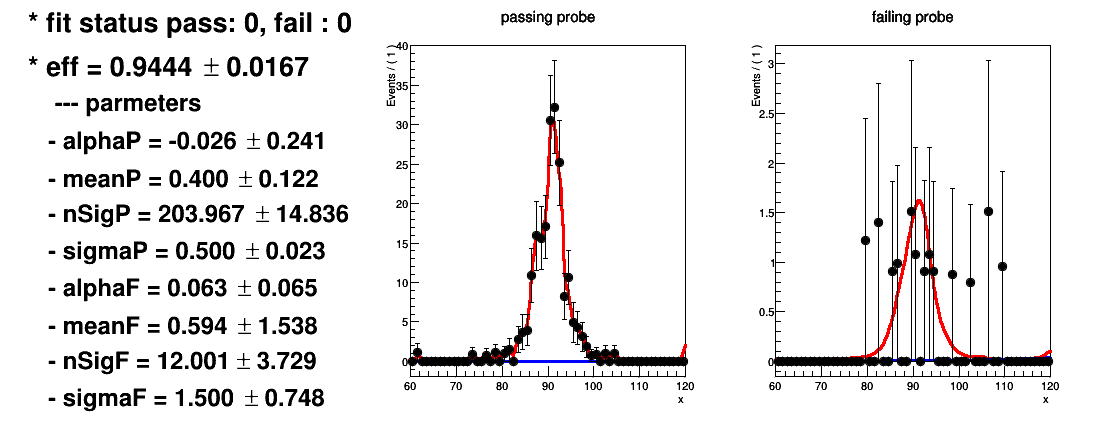 * fit status pass: 0, fail : 0
* eff = 0.9444 ± 0.0167
--- parmeters
- alphaP = -0.026 ± 0.241
- meanP = 0.400 ± 0.122
- nSigP = 203.967 ± 14.836
- sigmaP = 0.500 ± 0.023
- alphaF = 0.063 ± 0.065
- meanF = 0.594 ± 1.538
- nSigF = 12.001 ± 3.729
- sigmaF = 1.500 ± 0.748
passing probe
Events / ( 1 )
40
35
30
25
20
15
10
5
0
60 70 80 90 100 110 120
x
failing probe
Events / ( 1 )
3
2.5
2
1.5
1
0.5
0
60 70 80 90 100 110 120
x